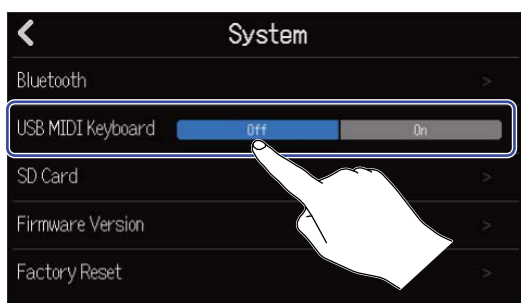 System
Bluetooth
USB MIDI Keyboard Off On
SD Card
Firmware Version
Factory Reset